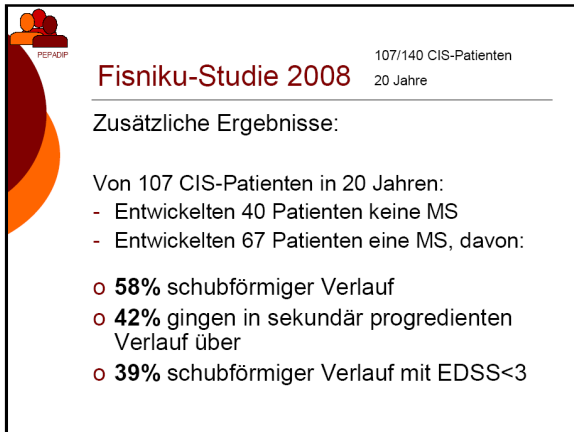 PEPADIP
Fisniku-Studie 2008
107/140 CIS-Patienten
20 Jahre
Zusätzliche Ergebnisse:
Von 107 CIS-Patienten in 20 Jahren:
- Entwickelten 40 Patienten keine MS
- Entwickelten 67 Patienten eine MS, davon:
o 58% schubförmiger Verlauf
o 42% gingen in sekundär progredienten
Verlauf über
o 39% schubförmiger Verlauf mit EDSS<3